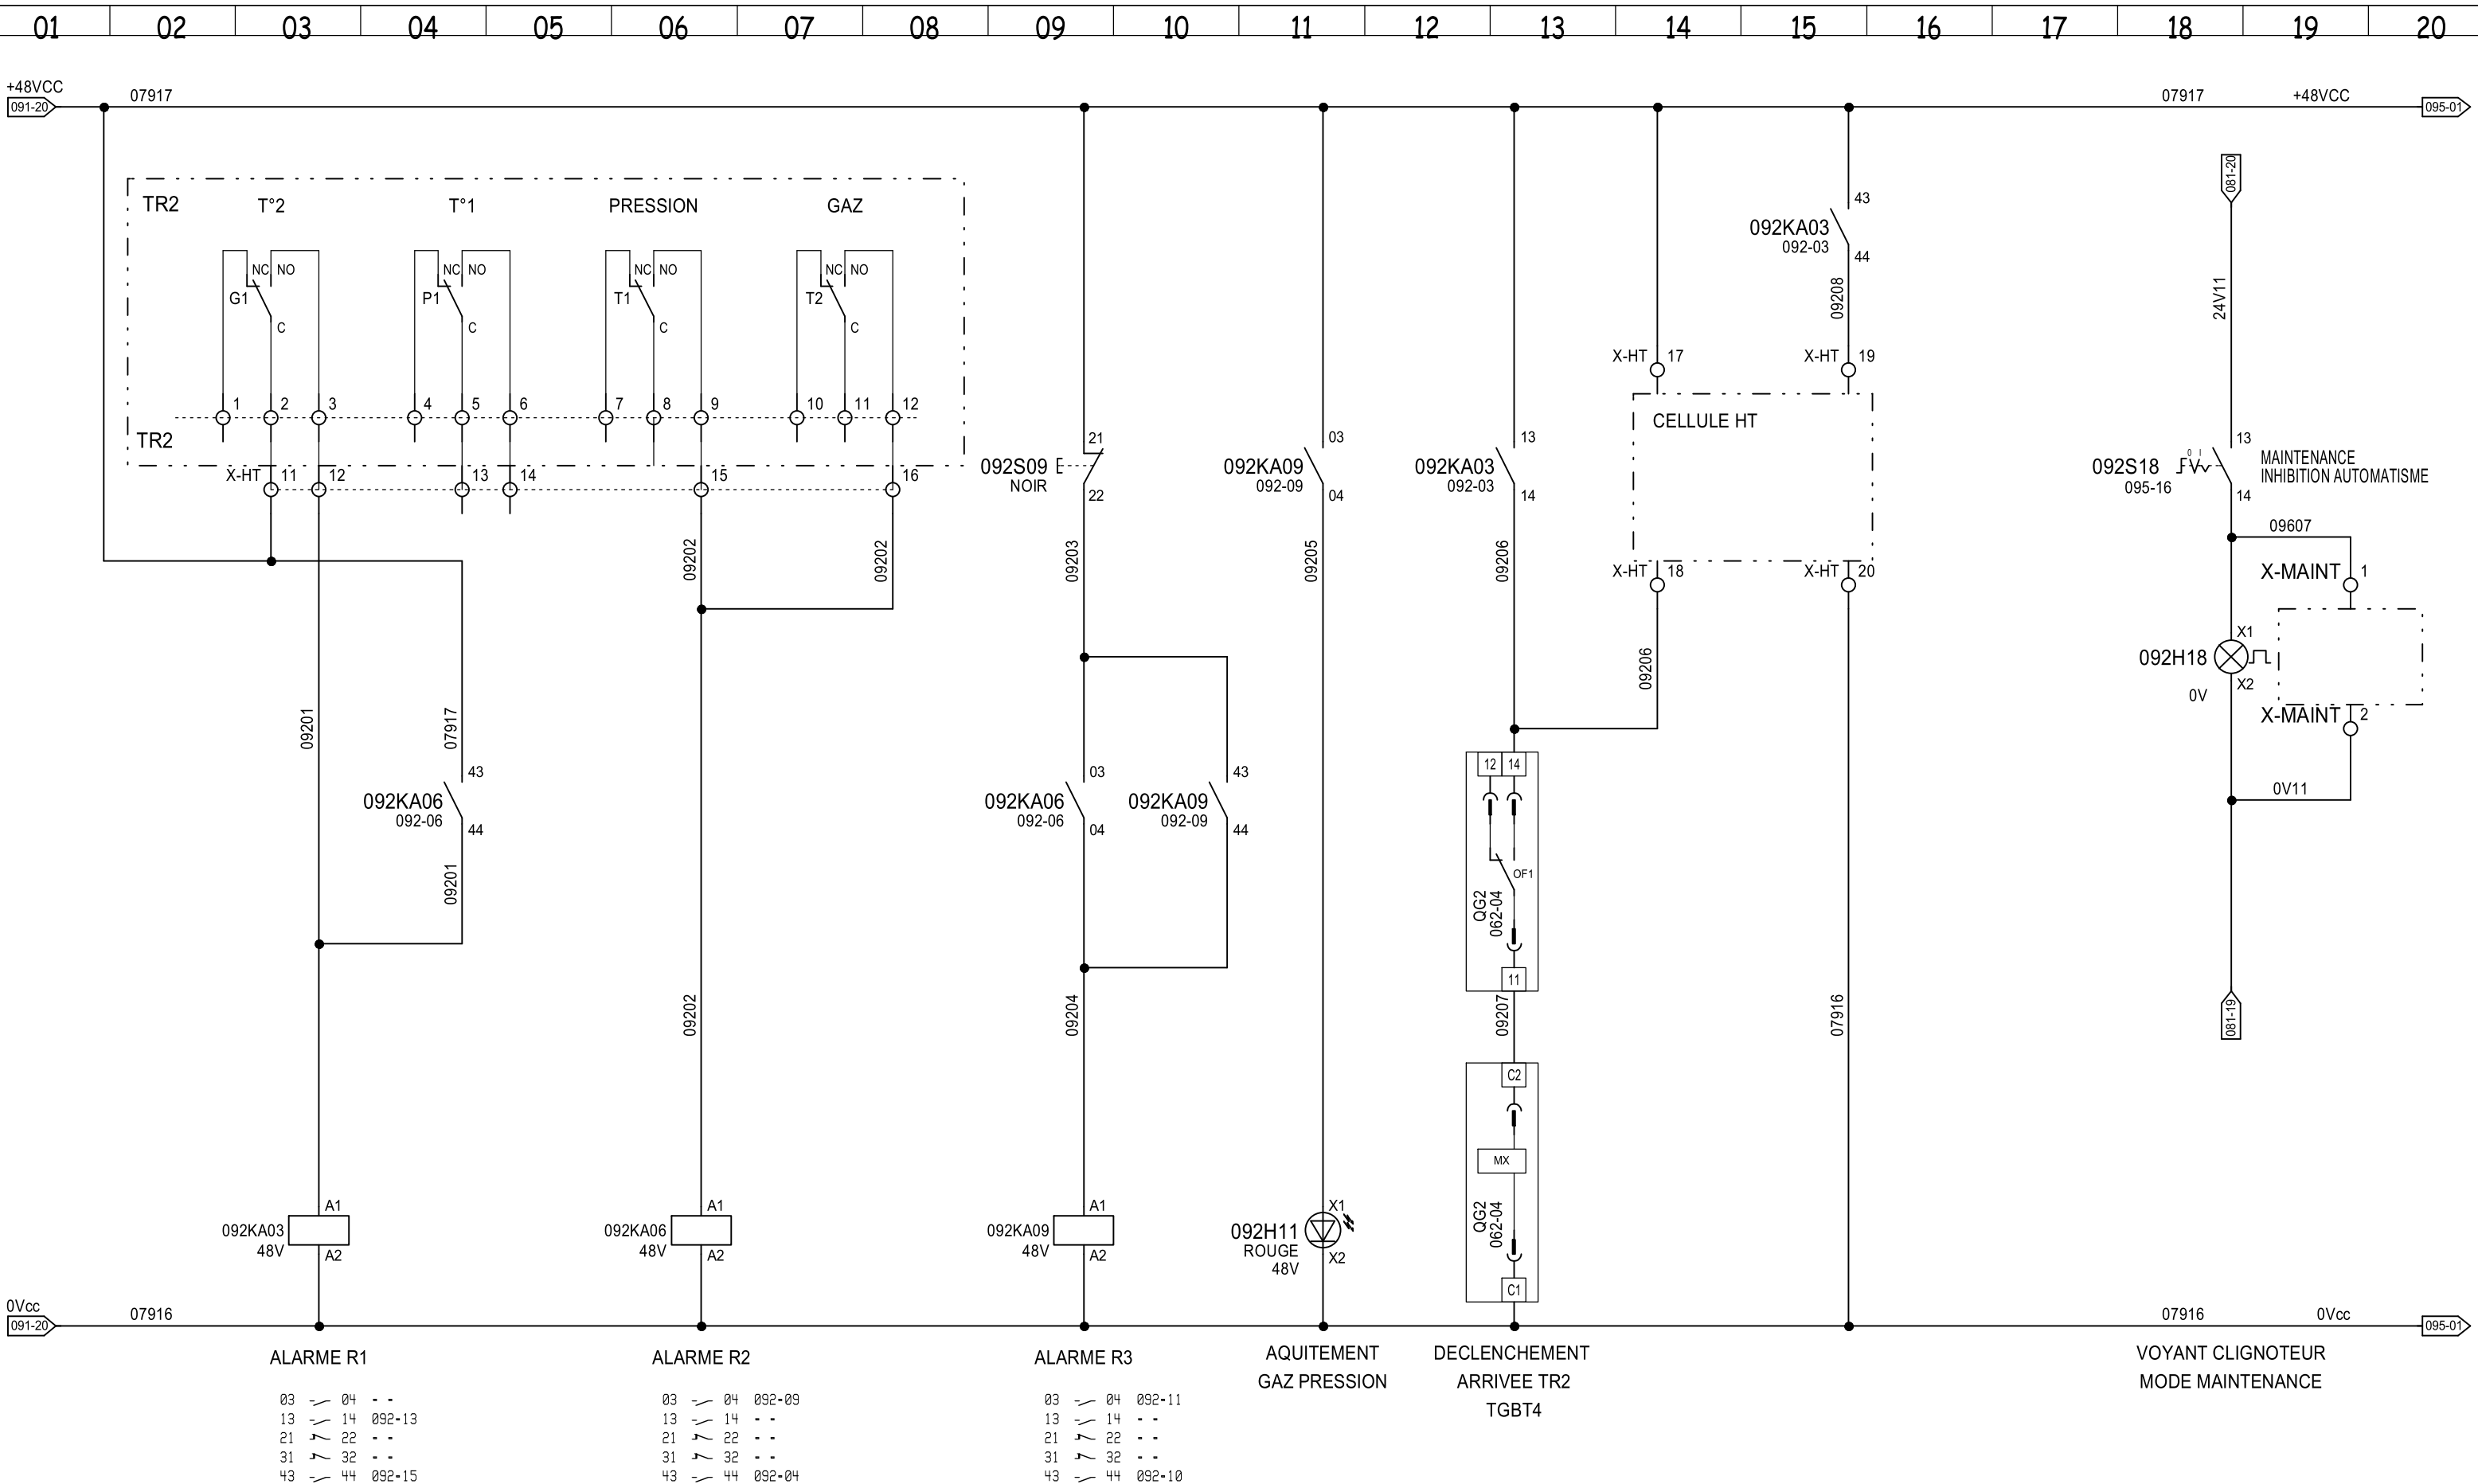 01 02 03 04 05 06 07 08 09 10 11 12 13 14 15 16 17 18 19 20
+48VCC
091-20
07917
07917
+48VCC
095-01
081-20
TR2
T°2
T°1
PRESSION
GAZ
43
092KA03
092-03
44
NC NO
NC NO
NC NO
NC NO
G1
P1
T1
T2
C
C
C
C
09208
24V11
X-HT 17
X-HT 19
1 2 3 4 5 6 7 8 9 10 11 12
CELLULE HT
TR2
X-HT 11 12 13 14 15 16
21
092S09
NOIR
22
03
092KA09
092-09
04
13
092KA03
092-03
14
13
092S18
0 1
095-16
14
MAINTENANCE
INHIBITION AUTOMATISME
09607
09202
09202
09203
09205
09206
X-HT 18
X-HT 20
X-MAINT 1
X1
092H18
X2
0V
09206
X-MAINT 2
09201
07917
43
092KA06
092-06
44
03
092KA06
092-06
04
43
092KA09
092-09
44
12 14
0V11
OF1
QG2
062-04
11
09201
09202
09204
09207
07916
081-19
C2
MX
QG2
062-04
C1
A1
092KA03
48V
A2
A1
092KA06
48V
A2
A1
092KA09
48V
A2
X1
092H11
ROUGE
48V
X2
0Vcc
091-20
07916
07916
0Vcc
095-01
ALARME R1
ALARME R2
ALARME R3
AQUITEMENT
GAZ PRESSION
DECLENCHEMENT
ARRIVEE TR2
TGBT4
VOYANT CLIGNOTEUR
MODE MAINTENANCE
03 04 - -
13 14 092-13
21 22 - -
31 32 - -
43 44 092-15
03 04 092-09
13 14 - -
21 22 - -
31 32 - -
43 44 092-04
03 04 092-11
13 14 - -
21 22 - -
31 32 - -
43 44 092-10